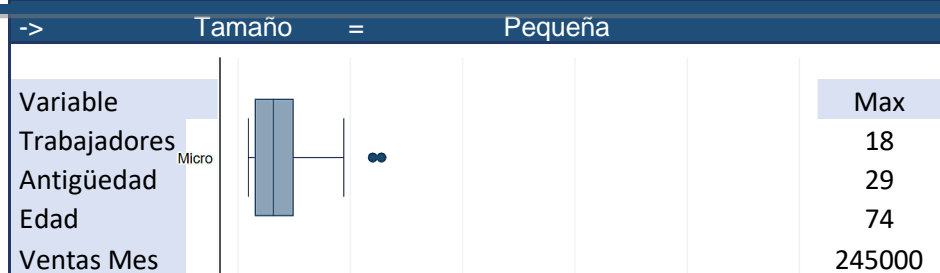 -> Tamaño = Pequeña
Variable Max
Trabajadores 18
Micro
Antigüedad 29
Edad 74
Ventas Mes 245000